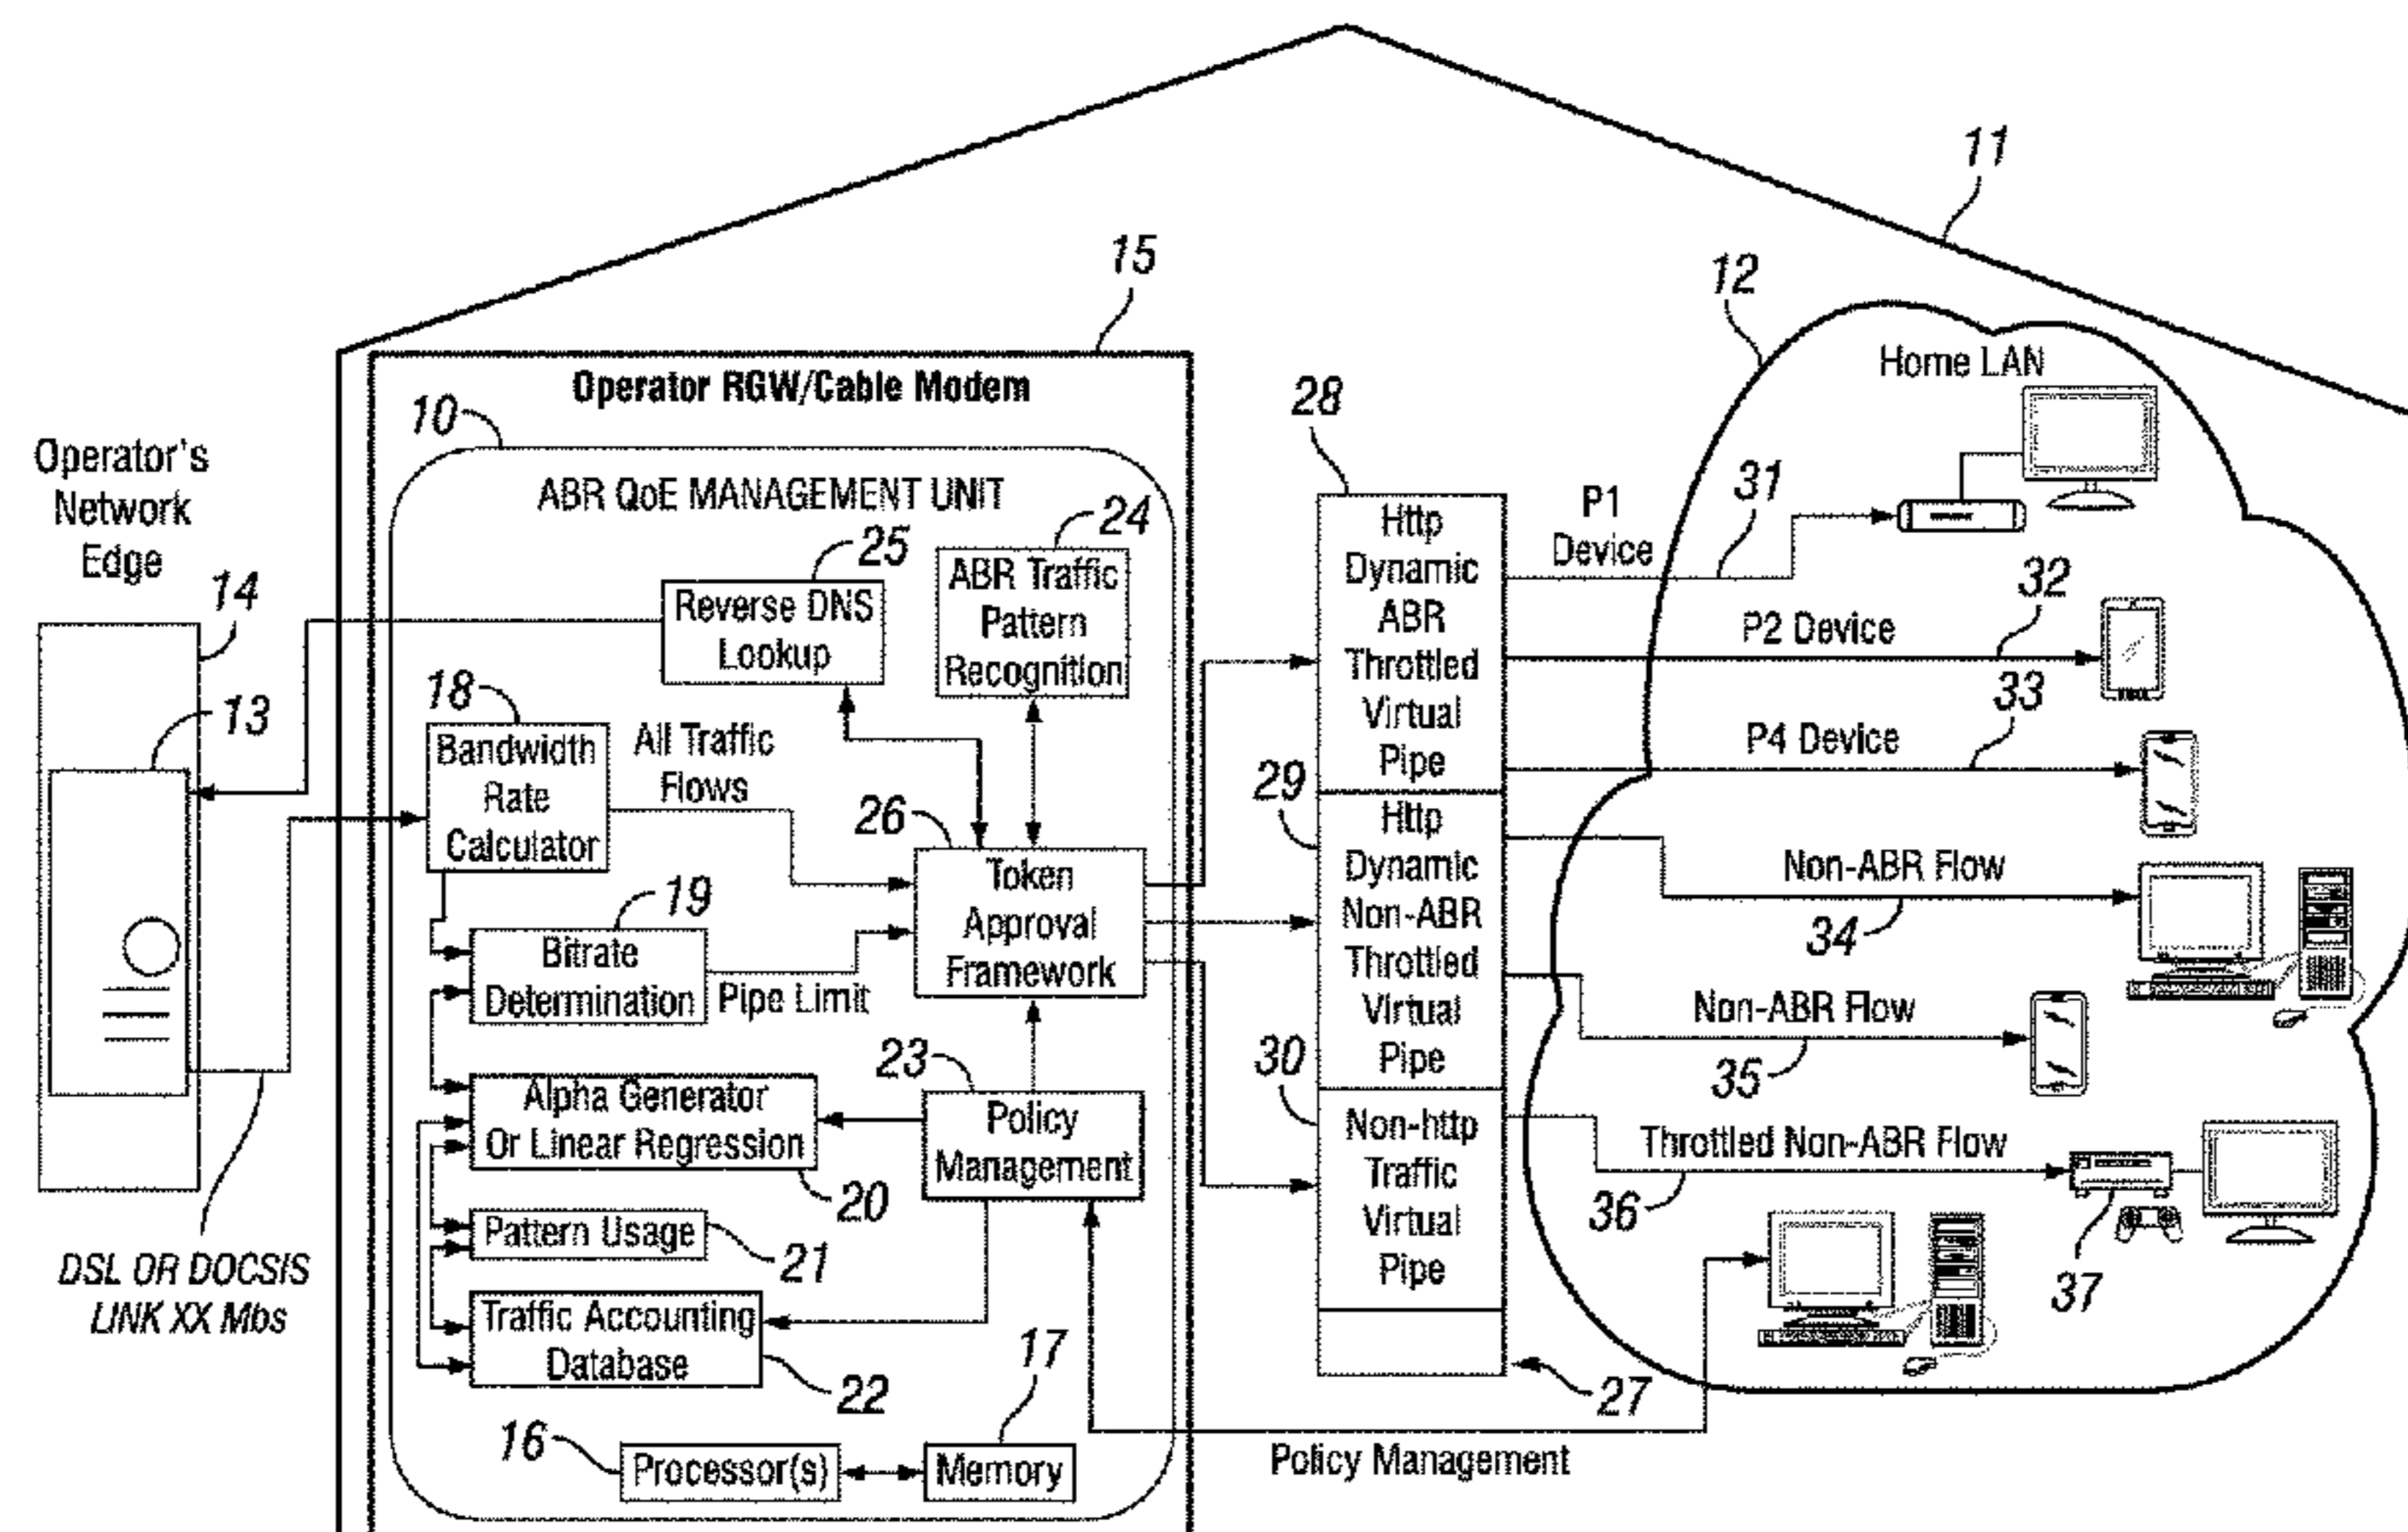 11
15
12
Home LAN
Operator RGW/Cable Modem
28
10
Operator's
Network
Edge
ABR QoE MANAGEMENT UNIT
24
25
14
13
Reverse DNS
Lookup
ABR Traffic
Pattern
Recognition
18
Bandwidth
Rate
Calculator
All Traffic
Flows
26
Token
Approval
Framework
19
Bitrate
Determination
Pipe Limit
23
Policy
Management
Alpha Generator
Or Linear Regression
20
Pattern Usage
21
Traffic Accounting
Database
22
17
16
Processor(s)
Memory
DSL OR DOCSIS
LINK XX Mbs
Http
Dynamic
ABR
Throttled
Virtual
Pipe
29
Http
Dynamic
Non-ABR
Throttled
Virtual
Pipe
30
Non-http
Traffic
Virtual
Pipe
27
P1
Device
31
P2 Device
32
33
P4 Device
Non-ABR Flow
34
Non-ABR Flow
35
Throttled Non-ABR Flow
36
37
Policy Management